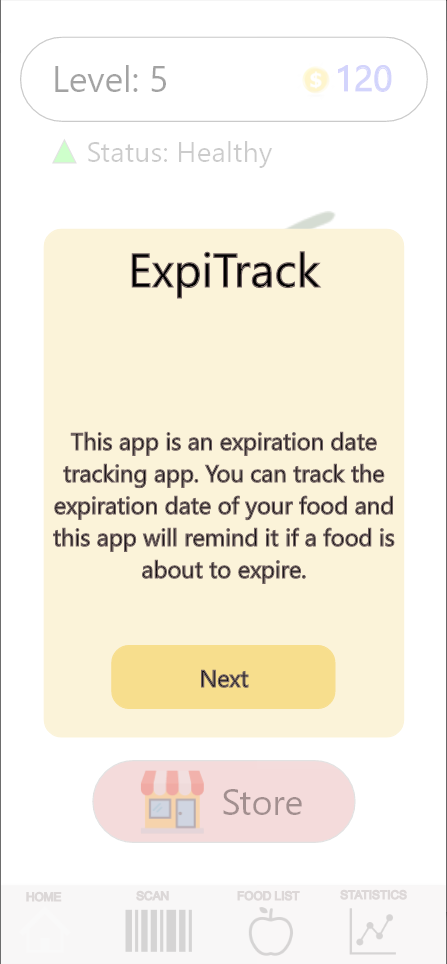 Level: 5
120
Status: Healthy
ExpiTrack
This app is an expiration date
tracking app. You can track the
expiration date of your food and
this app will remind it if a food is
about to expire.
Next
Store
HOME SCAN FOOD LIST STATISTICS